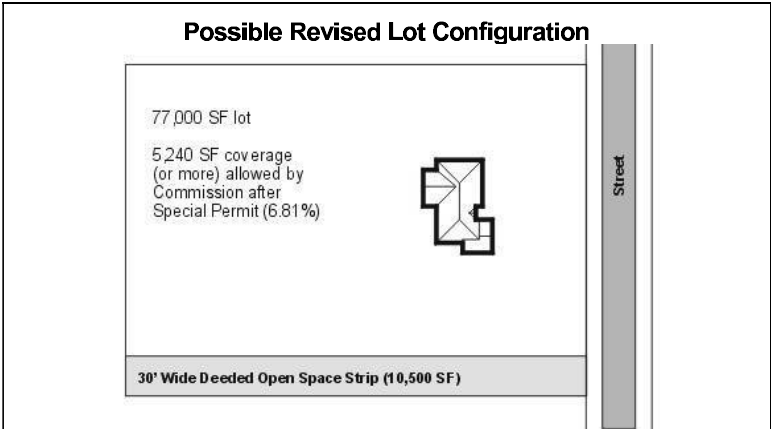 Possible Revised Lot Configuration
77,000 SF lot
5,240 SF coverage
(or more) allowed by
Commission after
Special Permit (6.81%)
Street
30' Wide Deeded Open Space Strip (10,500 SF)